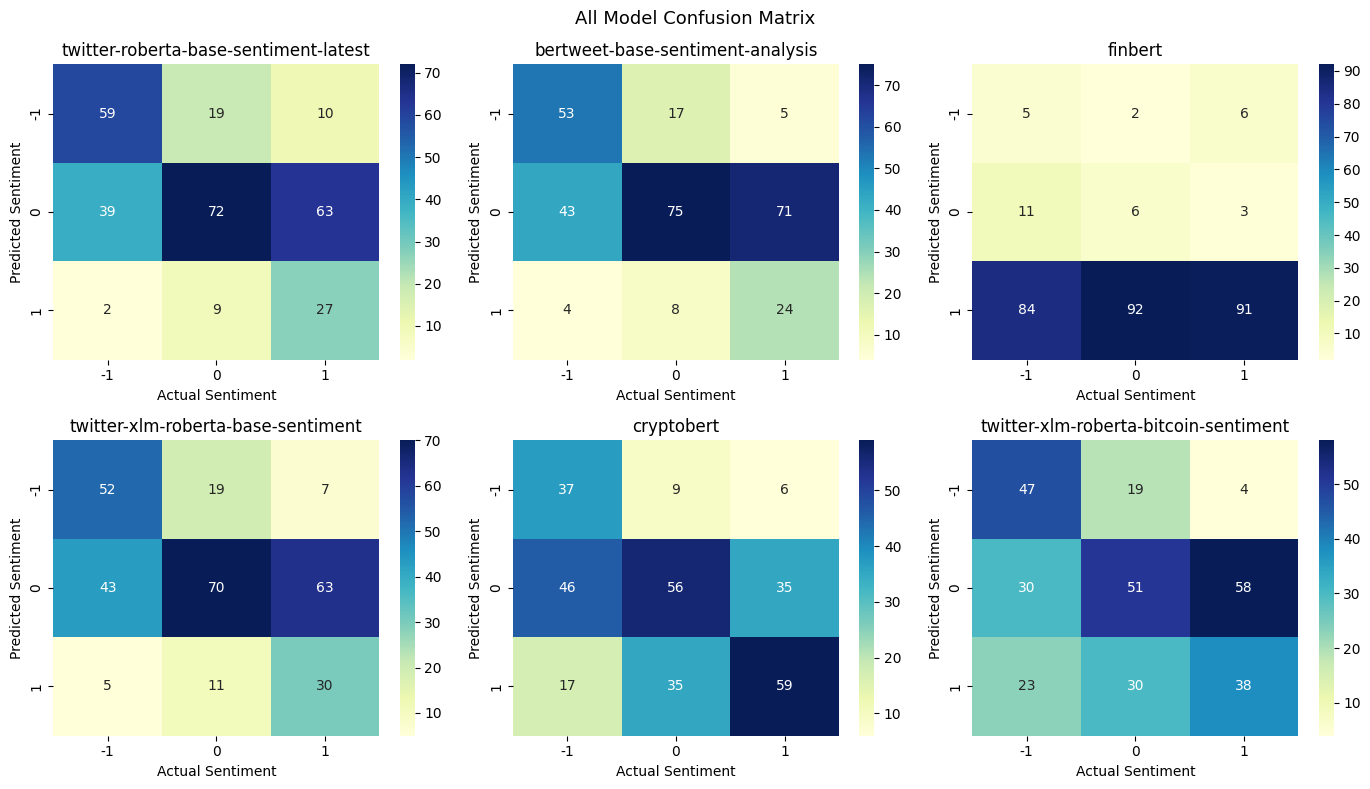 All Model Confusion Matrix
twitter-roberta-base-sentiment-latest
Predicted Sentiment
-1
0
1
59 19 10
39 72 63
2 9 27
-1 0 1
Actual Sentiment
70
60
50
40
30
20
10
bertweet-base-sentiment-analysis
Predicted Sentiment
-1
0
1
53 17 5
43 75 71
4 8 24
-1 0 1
Actual Sentiment
70
60
50
40
30
20
10
finbert
Predicted Sentiment
-1
0
1
5 2 6
11 6 3
84 92 91
-1 0 1
Actual Sentiment
90
80
70
60
50
40
30
20
10
twitter-xlm-roberta-base-sentiment
Predicted Sentiment
-1
0
1
52 19 7
43 70 63
5 11 30
-1 0 1
Actual Sentiment
70
60
50
40
30
20
10
cryptobert
Predicted Sentiment
-1
0
1
37 9 6
46 56 35
17 35 59
-1 0 1
Actual Sentiment
50
40
30
20
10
twitter-xlm-roberta-bitcoin-sentiment
Predicted Sentiment
-1
0
1
47 19 4
30 51 58
23 30 38
-1 0 1
Actual Sentiment
50
40
30
20
10